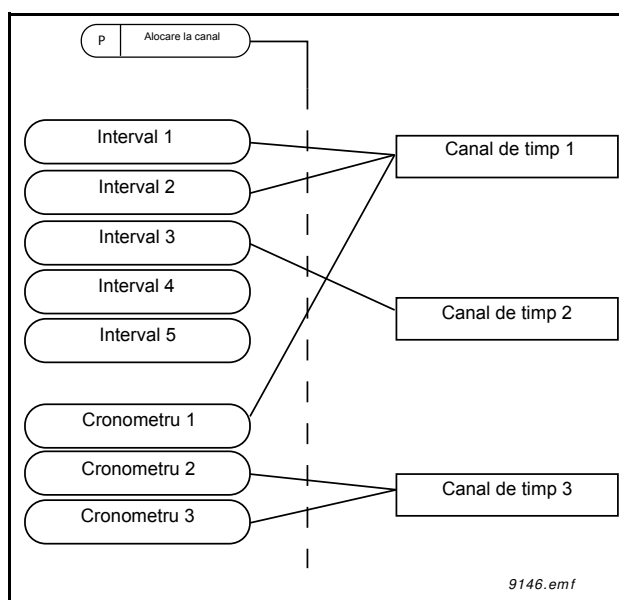 P
Alocare la canal
Interval 1
Canal de timp 1
Interval 2
Interval 3
Interval 4
Canal de timp 2
Interval 5
Cronometru 1
Cronometru 2
Canal de timp 3
Cronometru 3
9146.emf